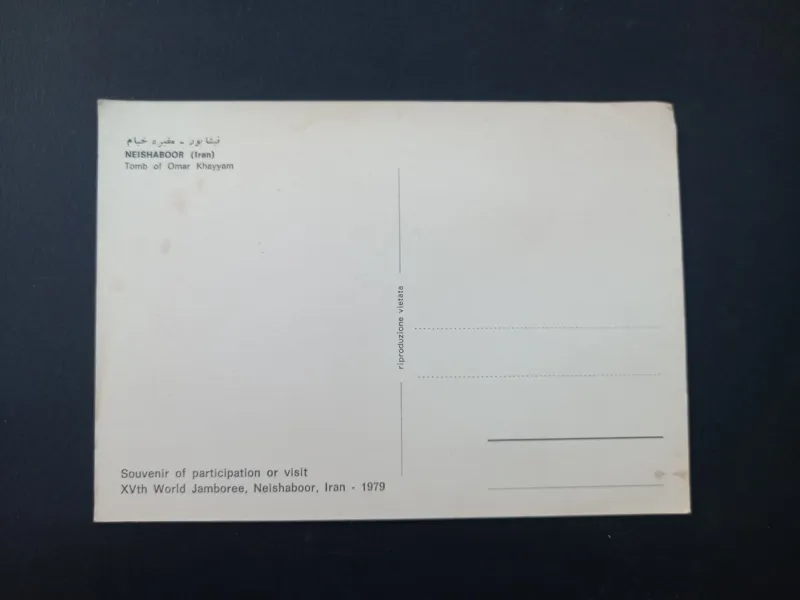 نیشابور - مقبره خیام
NEISHABOOR (Iran)
Tomb of Omar Khayyam
riproduzione vietata
Souvenir of participation or visit
XVth World Jamboree, Neishaboor, Iran - 1979